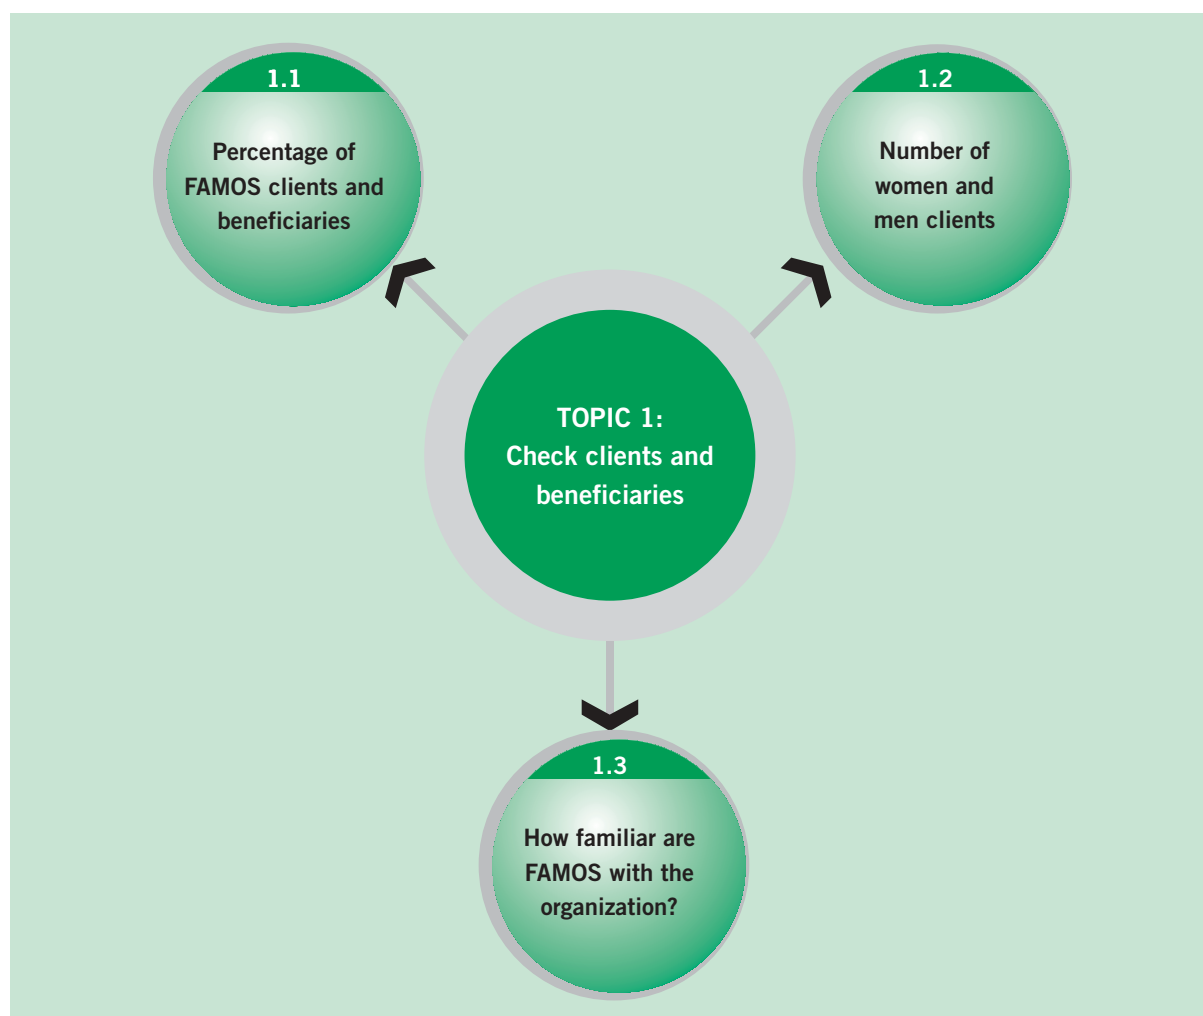 1.1
Percentage of
FAMOS clients and
beneficiaries
1.2
Number of
women and
men clients
TOPIC 1:
Check clients and
beneficiaries
1.3
How familiar are
FAMOS with the
organization?